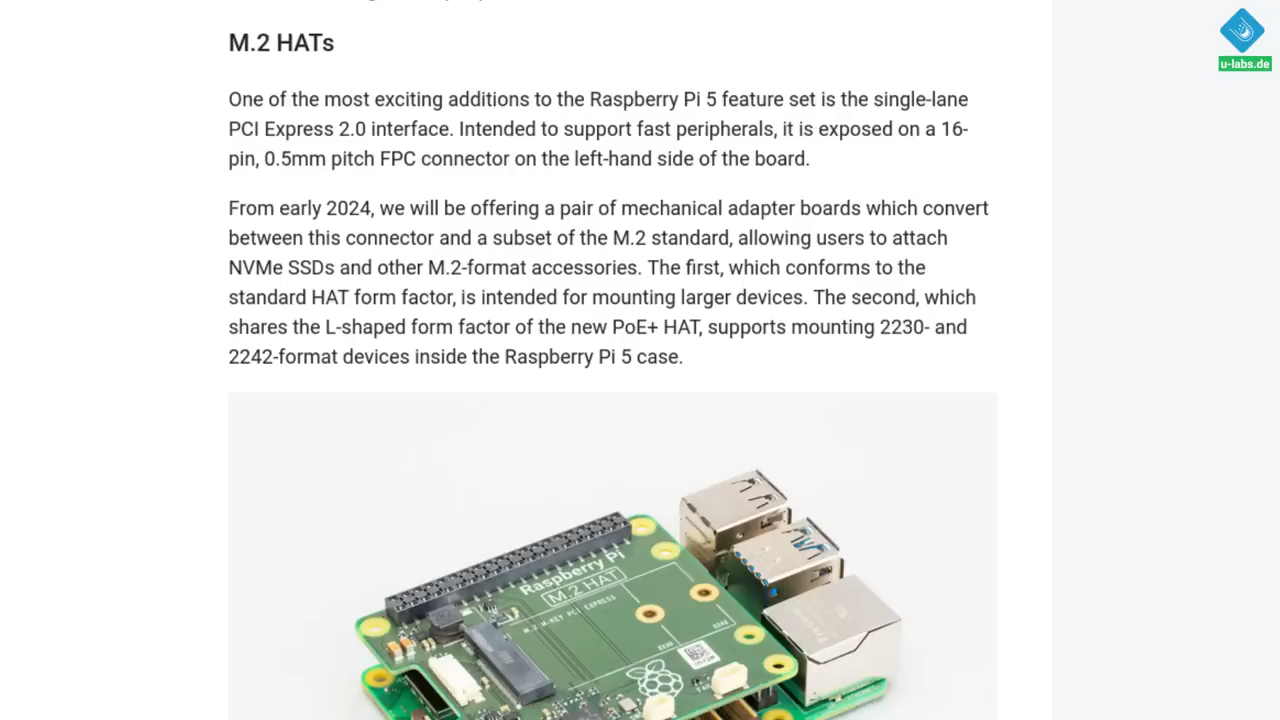 M.2 HATs
u-labs.de
One of the most exciting additions to the Raspberry Pi 5 feature set is the single-lane
PCI Express 2.0 interface. Intended to support fast peripherals, it is exposed on a 16-
pin, 0.5mm pitch FPC connector on the left-hand side of the board.
From early 2024, we will be offering a pair of mechanical adapter boards which convert
between this connector and a subset of the M.2 standard, allowing users to attach
NVMe SSDs and other M.2-format accessories. The first, which conforms to the
standard HAT form factor, is intended for mounting larger devices. The second, which
shares the L-shaped form factor of the new PoE+ HAT, supports mounting 2230- and
2242-format devices inside the Raspberry Pi 5 case.
Raspberry Pi
M.2 HAT
M.2 M-KEY PCI EXPRESS
2230
2242